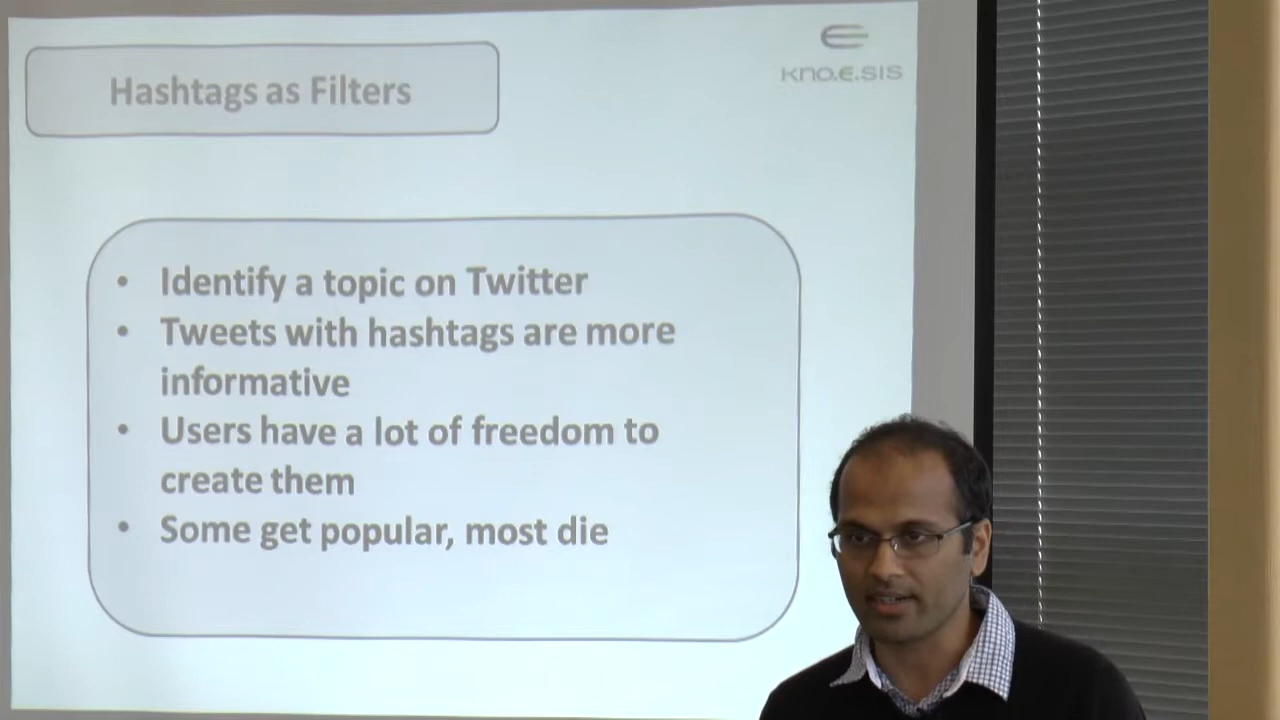 Hashtags as Filters
kno.e.sis
• Identify a topic on Twitter
• Tweets with hashtags are more
informative
• Users have a lot of freedom to
create them
• Some get popular, most die